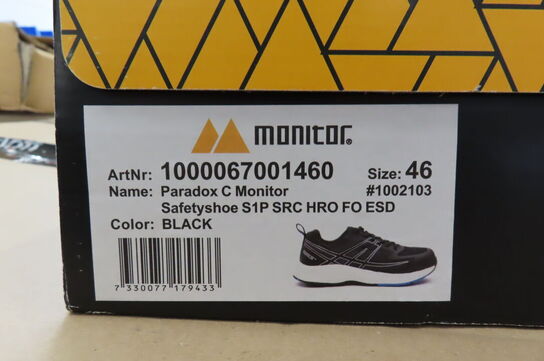 monitor®
ArtNr: 1000067001460 Size: 46
Name: Paradox C Monitor #1002103
Safetyshoe S1P SRC HRO FO ESD
Color: BLACK
7 330077 179433